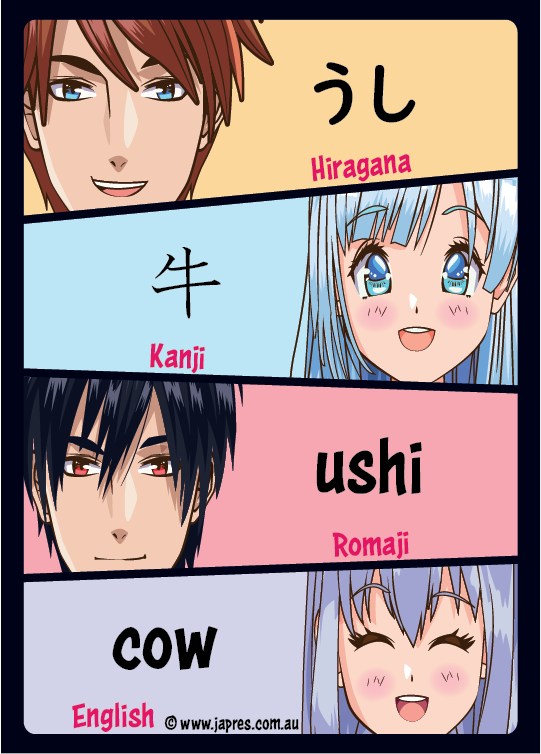 うし
Hiragana
牛
Kanji
ushi
Romaji
cow
English © www.japres.com.au